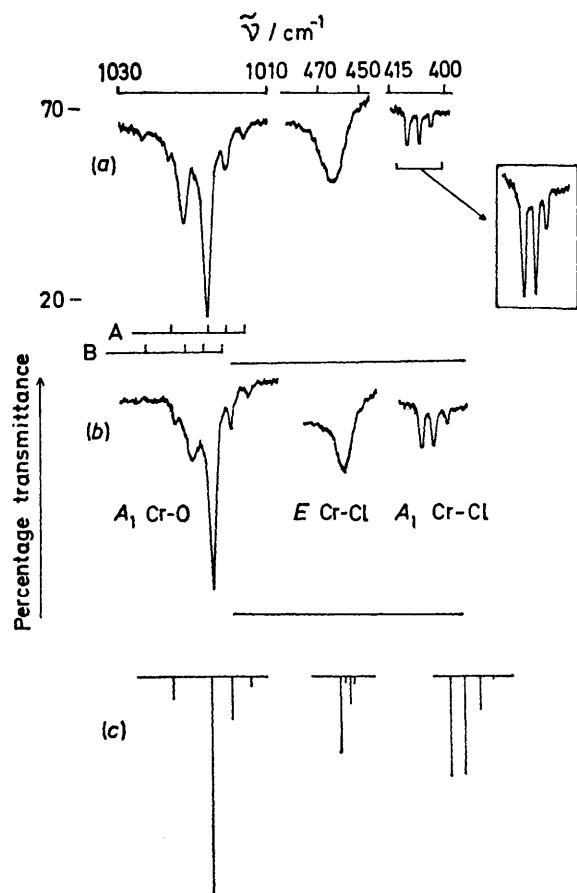 ν̃ / cm⁻¹
1030 1010 470 450 415 400
70 –
(a)
20 –
A
B
Percentage transmittance
(b)
A₁ Cr-O E Cr-Cl A₁ Cr-Cl
(c)